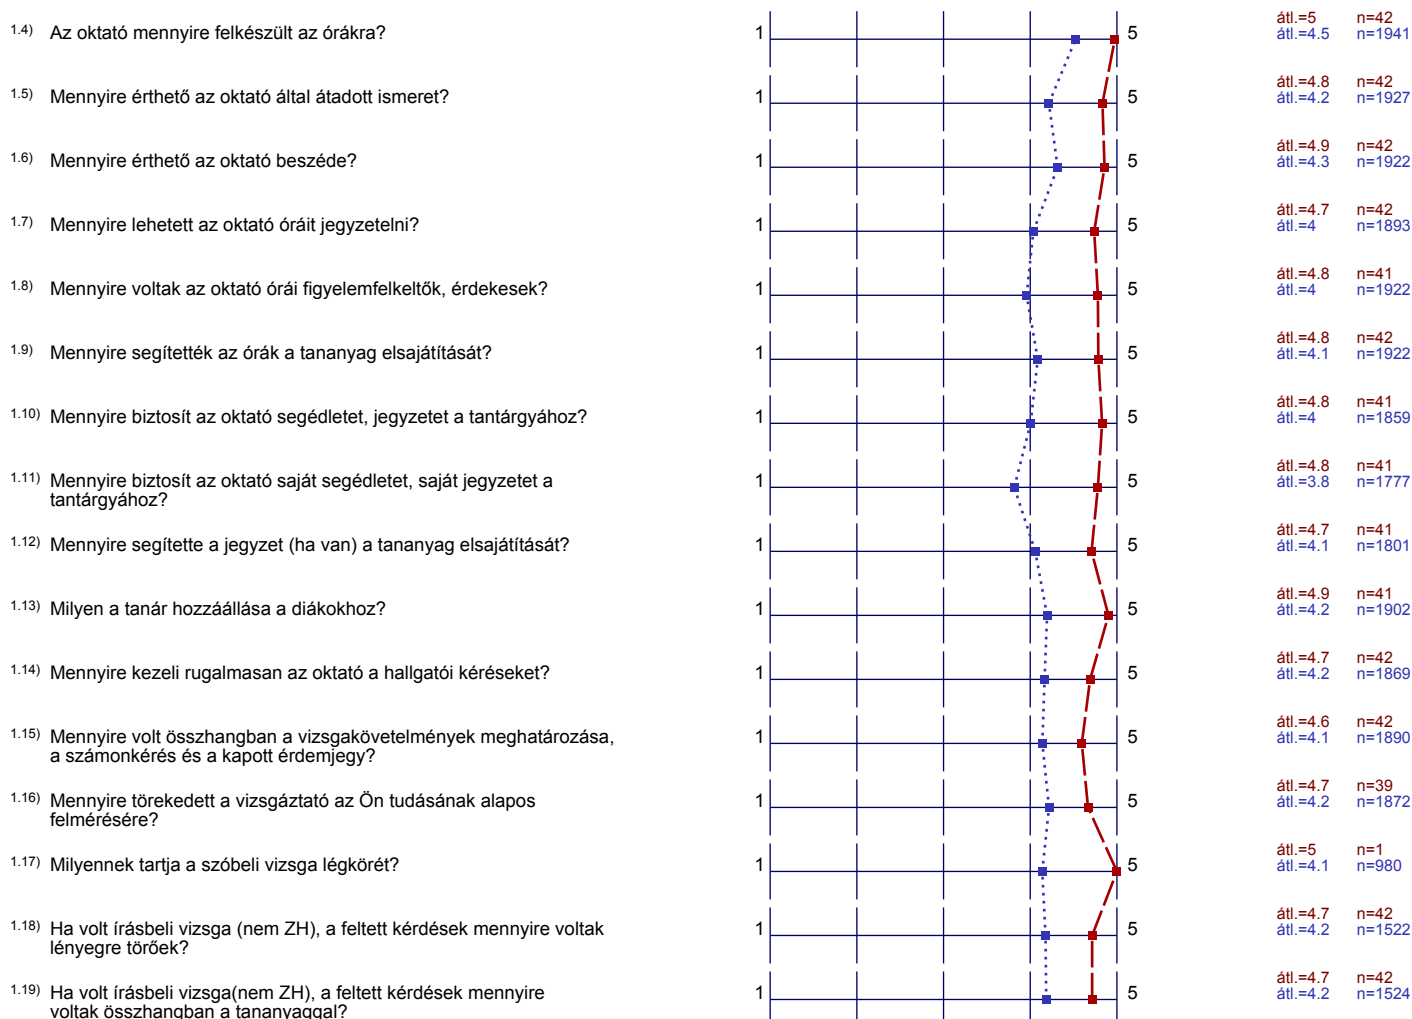 1.4) Az oktató mennyire felkészült az órákra? 1 5 átl.=5 n=42
átl.=4.5 n=1941
1.5) Mennyire érthető az oktató által átadott ismeret? 1 5 átl.=4.8 n=42
átl.=4.2 n=1927
1.6) Mennyire érthető az oktató beszéde? 1 5 átl.=4.9 n=42
átl.=4.3 n=1922
1.7) Mennyire lehetett az oktató óráit jegyzetelni? 1 5 átl.=4.7 n=42
átl.=4 n=1893
1.8) Mennyire voltak az oktató órái figyelemfelkeltők, érdekesek? 1 5 átl.=4.8 n=41
átl.=4 n=1922
1.9) Mennyire segítették az órák a tananyag elsajátítását? 1 5 átl.=4.8 n=42
átl.=4.1 n=1922
1.10) Mennyire biztosít az oktató segédletet, jegyzetet a tantárgyához? 1 5 átl.=4.8 n=41
átl.=4 n=1859
1.11) Mennyire biztosít az oktató saját segédletet, saját jegyzetet a 1 5 átl.=4.8 n=41
tantárgyához? átl.=3.8 n=1777
1.12) Mennyire segítette a jegyzet (ha van) a tananyag elsajátítását? 1 5 átl.=4.7 n=41
átl.=4.1 n=1801
1.13) Milyen a tanár hozzáállása a diákokhoz? 1 5 átl.=4.9 n=41
átl.=4.2 n=1902
1.14) Mennyire kezeli rugalmasan az oktató a hallgatói kéréseket? 1 5 átl.=4.7 n=42
átl.=4.2 n=1869
1.15) Mennyire volt összhangban a vizsgakövetelmények meghatározása, 1 5 átl.=4.6 n=42
a számonkérés és a kapott érdemjegy? átl.=4.1 n=1890
1.16) Mennyire törekedett a vizsgáztató az Ön tudásának alapos 1 5 átl.=4.7 n=39
felmérésére? átl.=4.2 n=1872
1.17) Milyennek tartja a szóbeli vizsga légkörét? 1 5 átl.=5 n=1
átl.=4.1 n=980
1.18) Ha volt írásbeli vizsga (nem ZH), a feltett kérdések mennyire voltak 1 5 átl.=4.7 n=42
lényegre törőek? átl.=4.2 n=1522
1.19) Ha volt írásbeli vizsga(nem ZH), a feltett kérdések mennyire 1 5 átl.=4.7 n=42
voltak összhangban a tananyaggal? átl.=4.2 n=1524